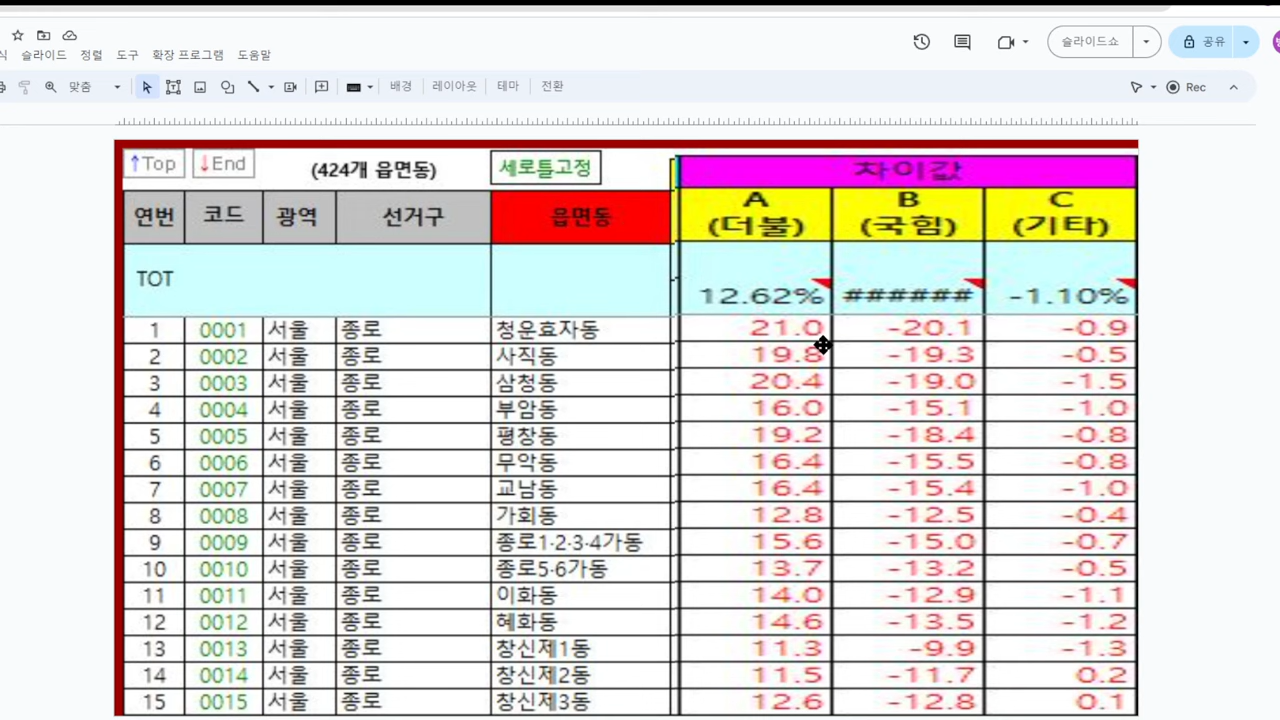 식 슬라이드 정렬 도구 확장 프로그램 도움말
슬라이드쇼 공유
맞춤 배경 레이아웃 테마 전환 Rec
↑Top ↓End (424개 읍면동) 세로틀고정 차이값
연번 코드 광역 선거구 읍면동 A (더불) B (국힘) C (기타)
TOT 12.62% ###### -1.10%
1 0001 서울 종로 청운효자동 21.0 -20.1 -0.9
2 0002 서울 종로 사직동 19.8 -19.3 -0.5
3 0003 서울 종로 삼청동 20.4 -19.0 -1.5
4 0004 서울 종로 부암동 16.0 -15.1 -1.0
5 0005 서울 종로 평창동 19.2 -18.4 -0.8
6 0006 서울 종로 무악동 16.4 -15.5 -0.8
7 0007 서울 종로 교남동 16.4 -15.4 -1.0
8 0008 서울 종로 가회동 12.8 -12.5 -0.4
9 0009 서울 종로 종로1·2·3·4가동 15.6 -15.0 -0.7
10 0010 서울 종로 종로5·6가동 13.7 -13.2 -0.5
11 0011 서울 종로 이화동 14.0 -12.9 -1.1
12 0012 서울 종로 혜화동 14.6 -13.5 -1.2
13 0013 서울 종로 창신제1동 11.3 -9.9 -1.3
14 0014 서울 종로 창신제2동 11.5 -11.7 0.2
15 0015 서울 종로 창신제3동 12.6 -12.8 0.1